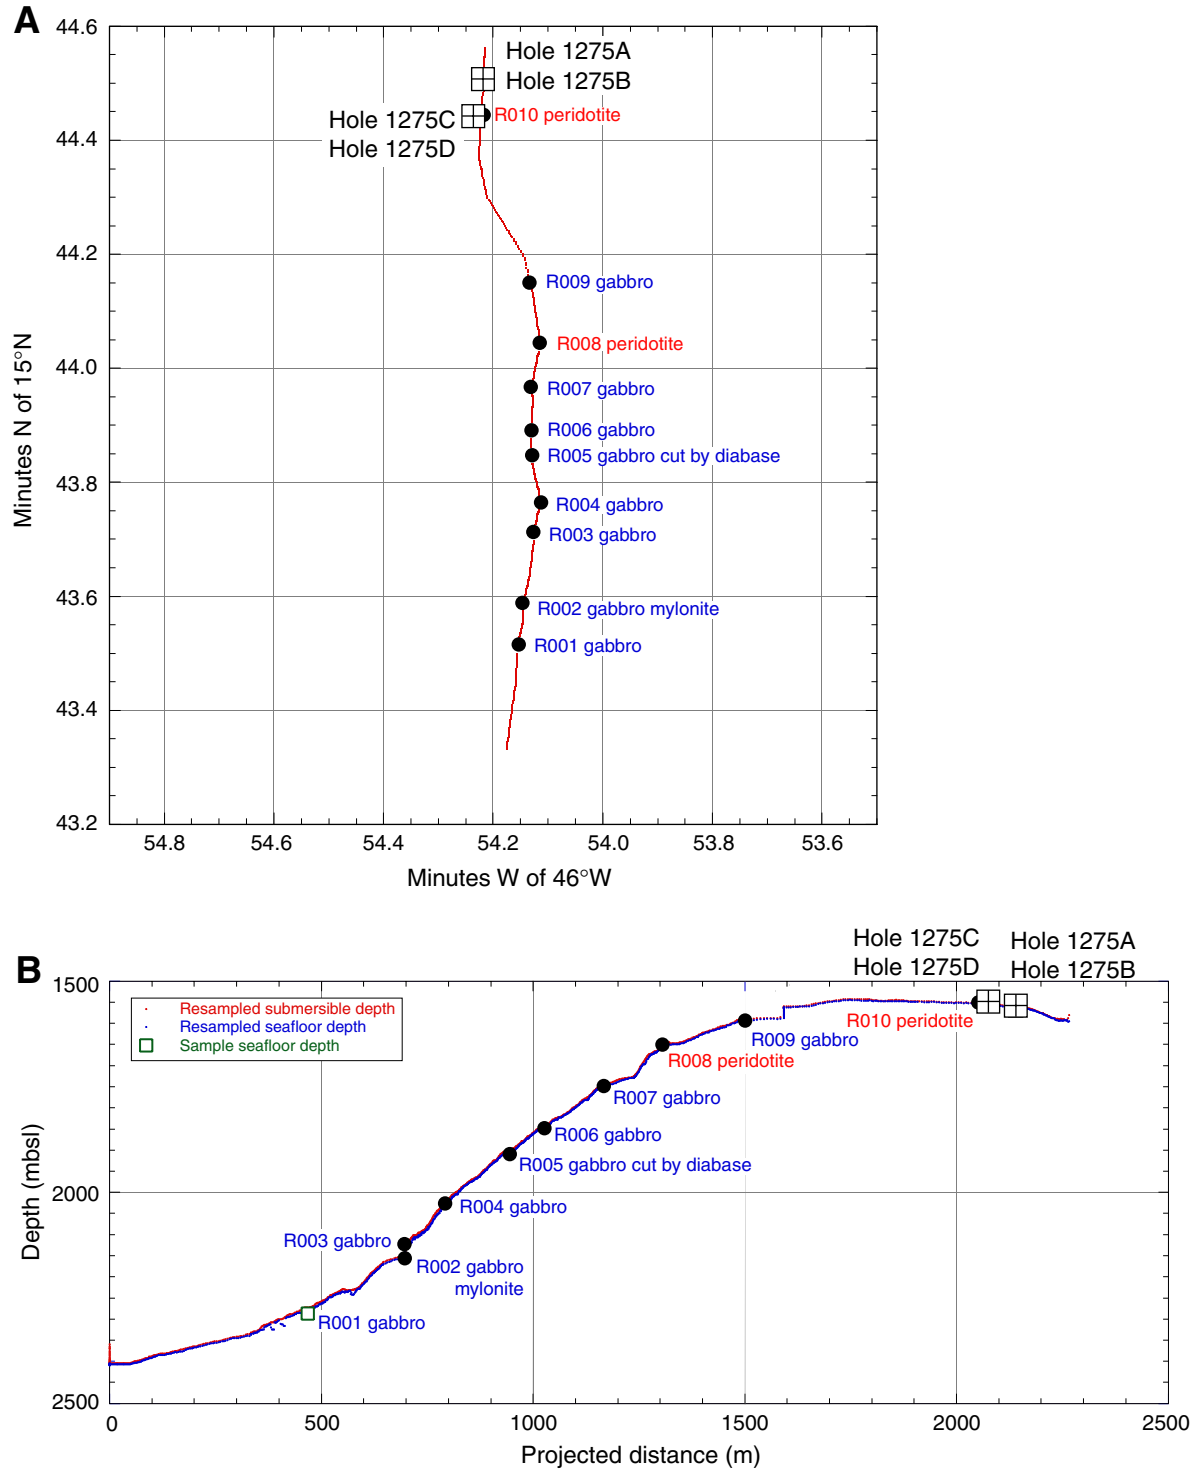 A
44.6
44.4
44.2
44.0
43.8
43.6
43.4
43.2
Minutes N of 15°N
Hole 1275A
Hole 1275B
R010 peridotite
Hole 1275C
Hole 1275D
R009 gabbro
R008 peridotite
R007 gabbro
R006 gabbro
R005 gabbro cut by diabase
R004 gabbro
R003 gabbro
R002 gabbro mylonite
R001 gabbro
54.8 54.6 54.4 54.2 54.0 53.8 53.6
Minutes W of 46°W
B
Hole 1275C
Hole 1275D
Hole 1275A
Hole 1275B
1500
2000
2500
Depth (mbsl)
Resampled submersible depth
Resampled seafloor depth
Sample seafloor depth
R010 peridotite
R009 gabbro
R008 peridotite
R007 gabbro
R006 gabbro
R005 gabbro cut by diabase
R004 gabbro
R003 gabbro
R002 gabbro
mylonite
R001 gabbro
0 500 1000 1500 2000 2500
Projected distance (m)